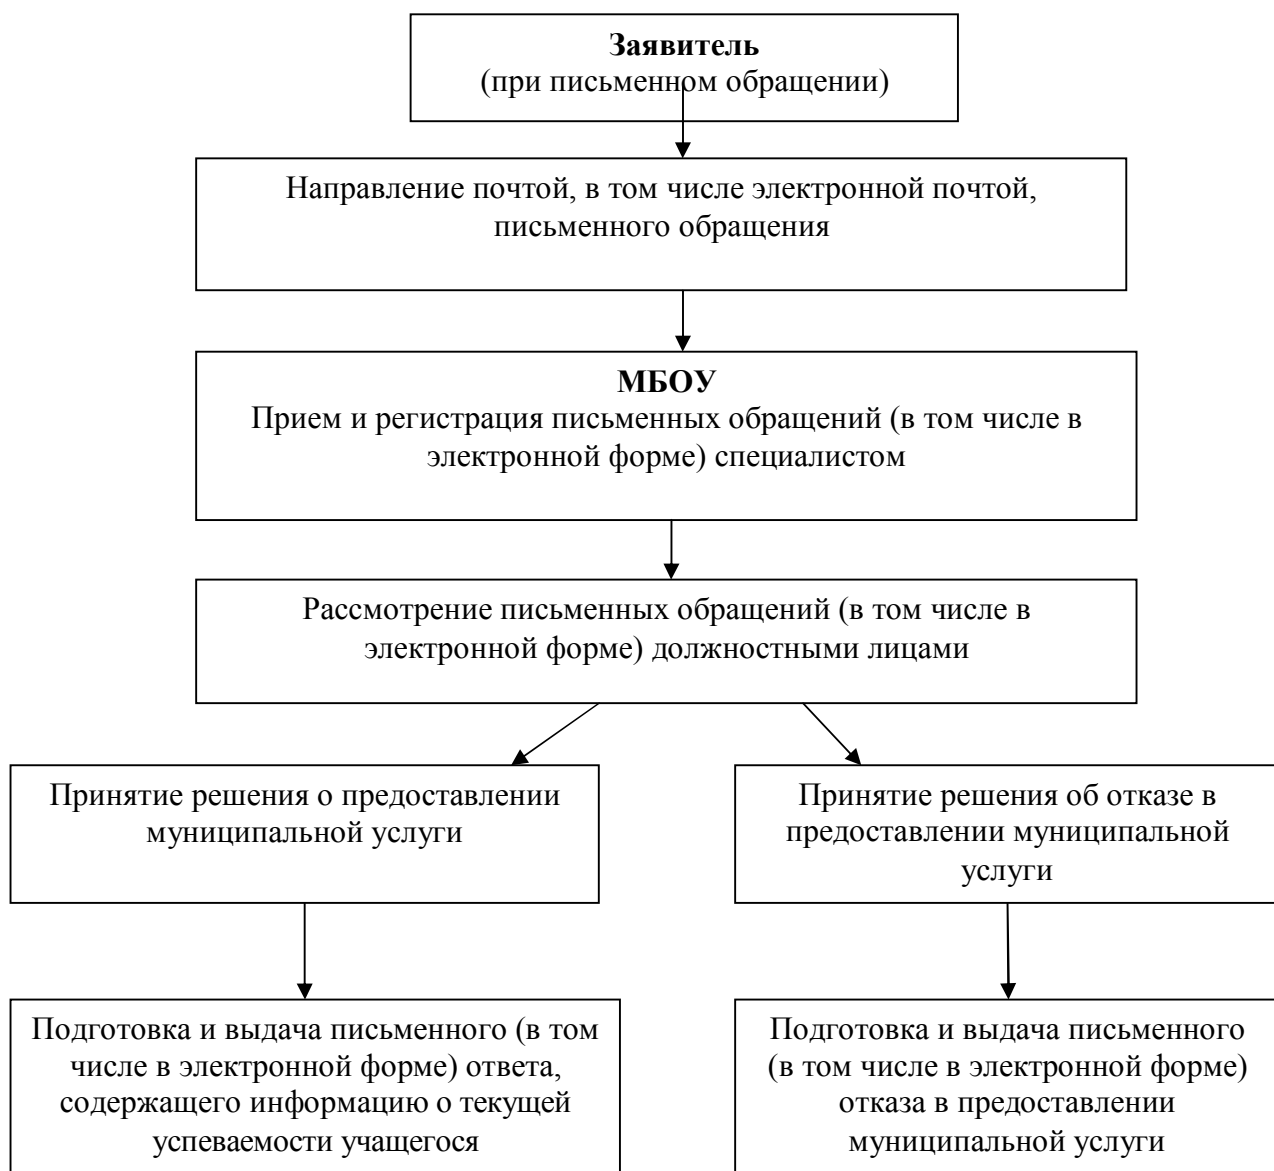 Заявитель
(при письменном обращении)
Направление почтой, в том числе электронной почтой,
письменного обращения
МБОУ
Прием и регистрация письменных обращений (в том числе в
электронной форме) специалистом
Рассмотрение письменных обращений (в том числе в
электронной форме) должностными лицами
Принятие решения о предоставлении
муниципальной услуги
Принятие решения об отказе в
предоставлении муниципальной
услуги
Подготовка и выдача письменного (в том
числе в электронной форме) ответа,
содержащего информацию о текущей
успеваемости учащегося
Подготовка и выдача письменного
(в том числе в электронной форме)
отказа в предоставлении
муниципальной услуги